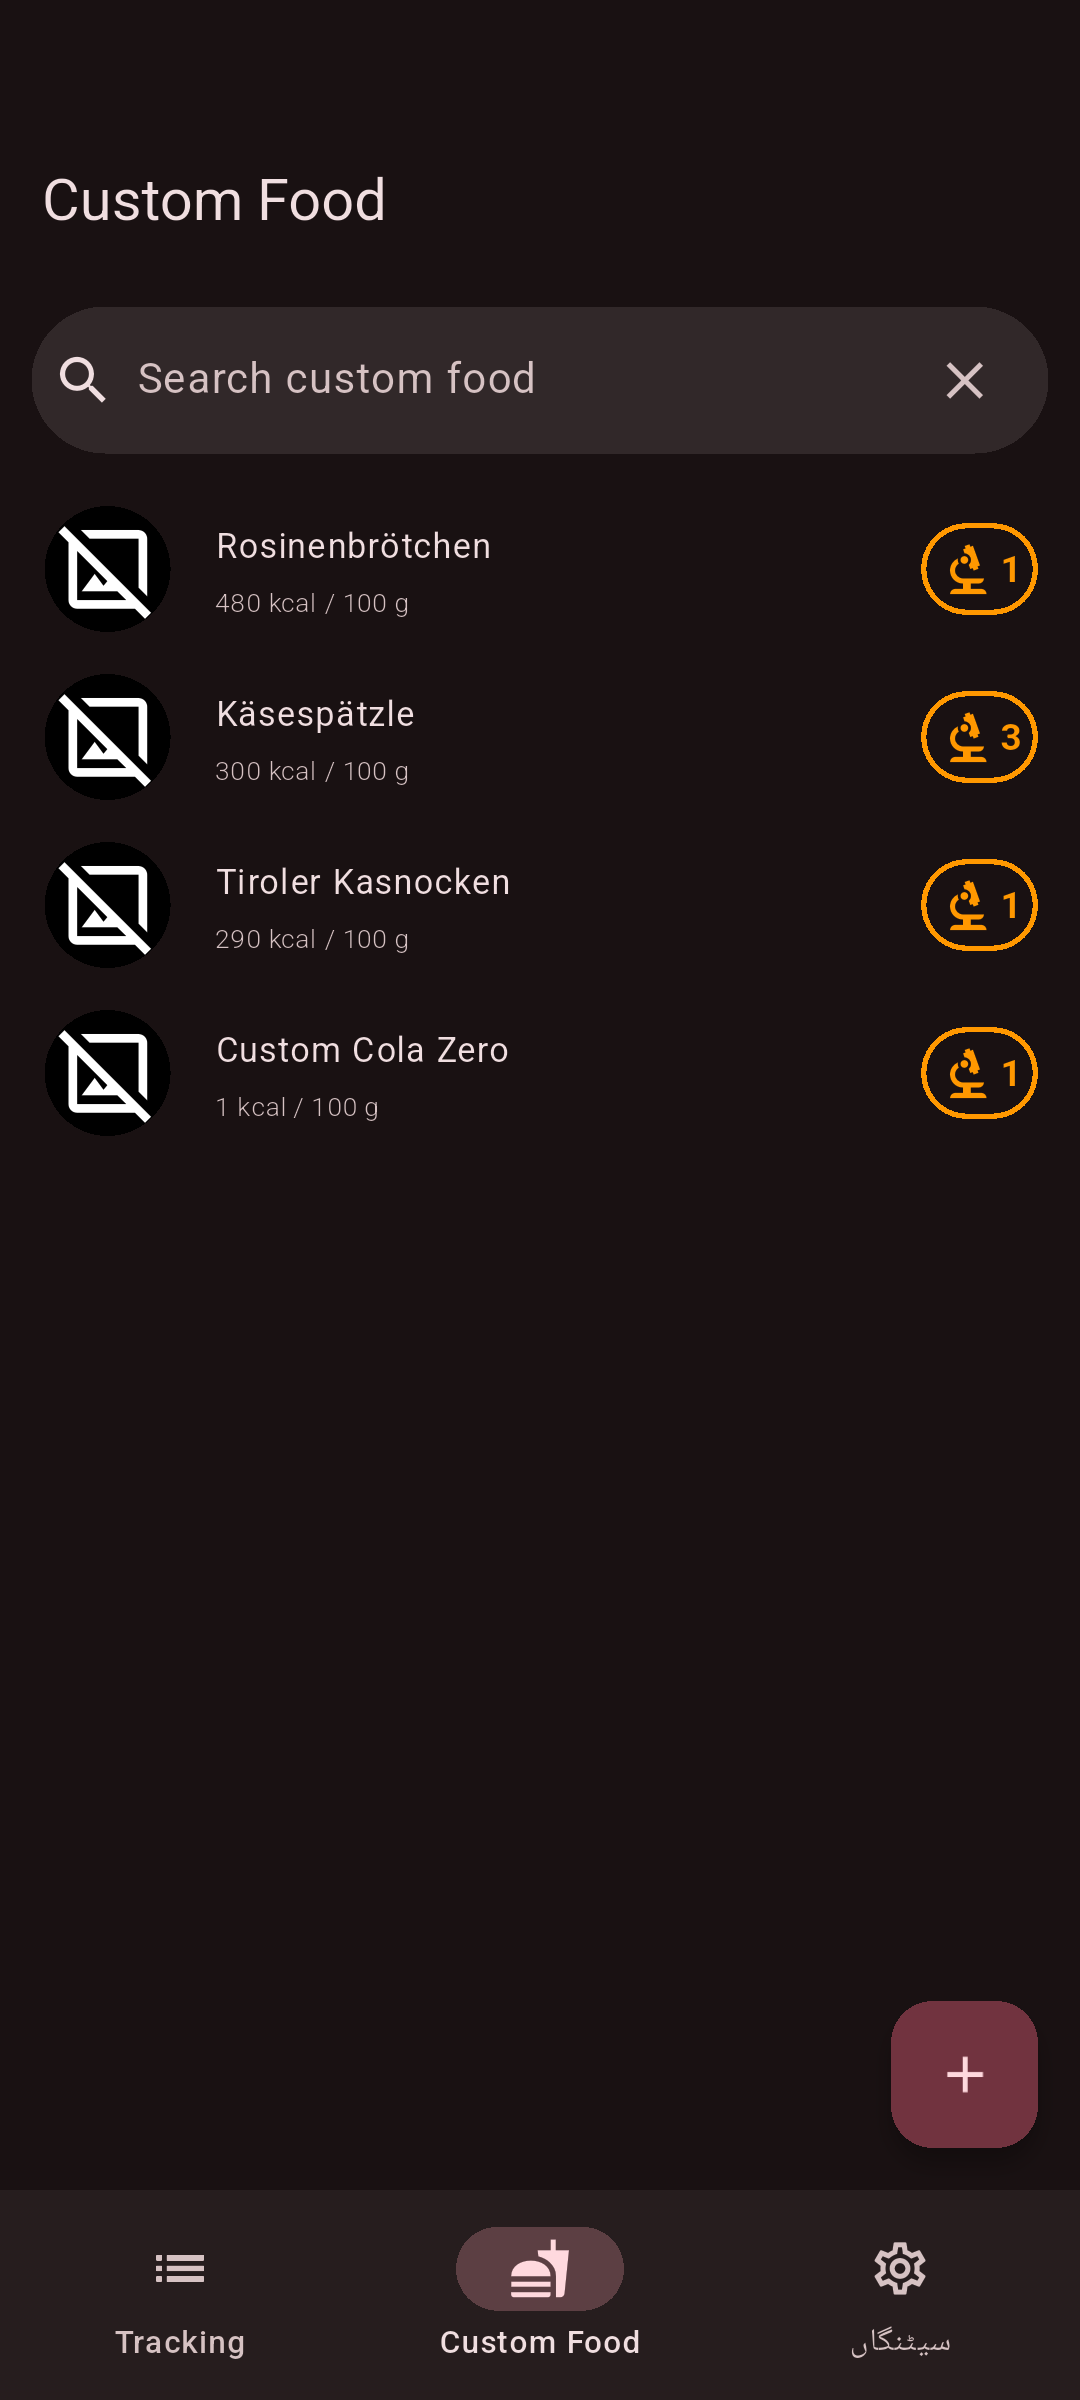 Custom Food
Search custom food
Rosinenbrötchen
480 kcal / 100 g
1
Käsespätzle
300 kcal / 100 g
3
Tiroler Kasnocken
290 kcal / 100 g
1
Custom Cola Zero
1 kcal / 100 g
1
Tracking
Custom Food
سیٹنگاں